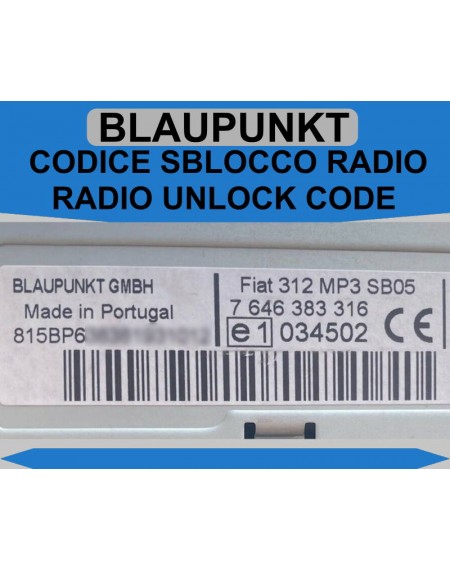 BLAUPUNKT
CODICE SBLOCCO RADIO
RADIO UNLOCK CODE
BLAUPUNKT GMBH
Made in Portugal
815BP6
Fiat 312 MP3 SB05
7 646 383 316
e1 034502 CE